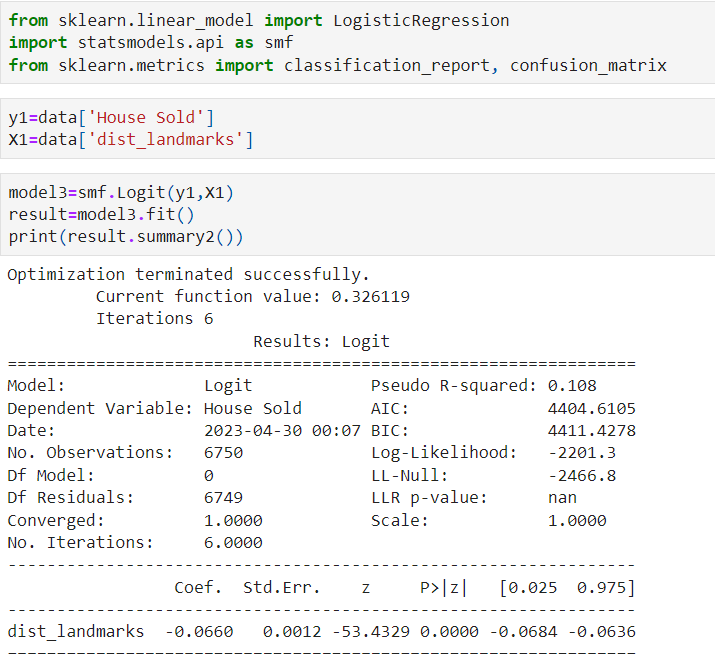 from sklearn.linear_model import LogisticRegression
import statsmodels.api as smf
from sklearn.metrics import classification_report, confusion_matrix
y1=data['House Sold']
X1=data['dist_landmarks']
model3=smf.Logit(y1,X1)
result=model3.fit()
print(result.summary2())
Optimization terminated successfully.
         Current function value: 0.326119
         Iterations 6
                         Results: Logit
================================================================
Model:              Logit            Pseudo R-squared: 0.108
Dependent Variable: House Sold       AIC:              4404.6105
Date:               2023-04-30 00:07 BIC:              4411.4278
No. Observations:   6750             Log-Likelihood:   -2201.3
Df Model:           0                LL-Null:          -2466.8
Df Residuals:       6749             LLR p-value:      nan
Converged:          1.0000           Scale:            1.0000
No. Iterations:     6.0000
----------------------------------------------------------------
                 Coef.  Std.Err.    z     P>|z|   [0.025  0.975]
----------------------------------------------------------------
dist_landmarks  -0.0660   0.0012 -53.4329 0.0000 -0.0684 -0.0636
----------------------------------------------------------------